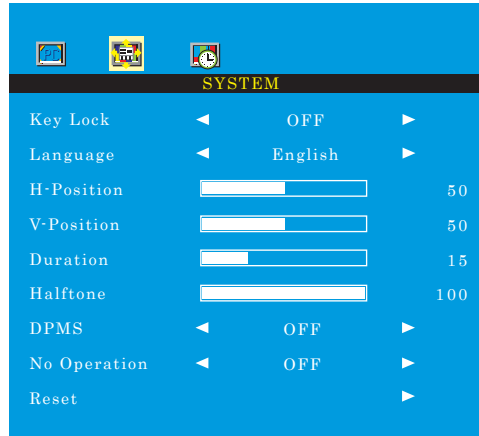 PC
SYSTEM
Key Lock OFF
Language English
H-Position 50
V-Position 50
Duration 15
Halftone 100
DPMS OFF
No Operation OFF
Reset